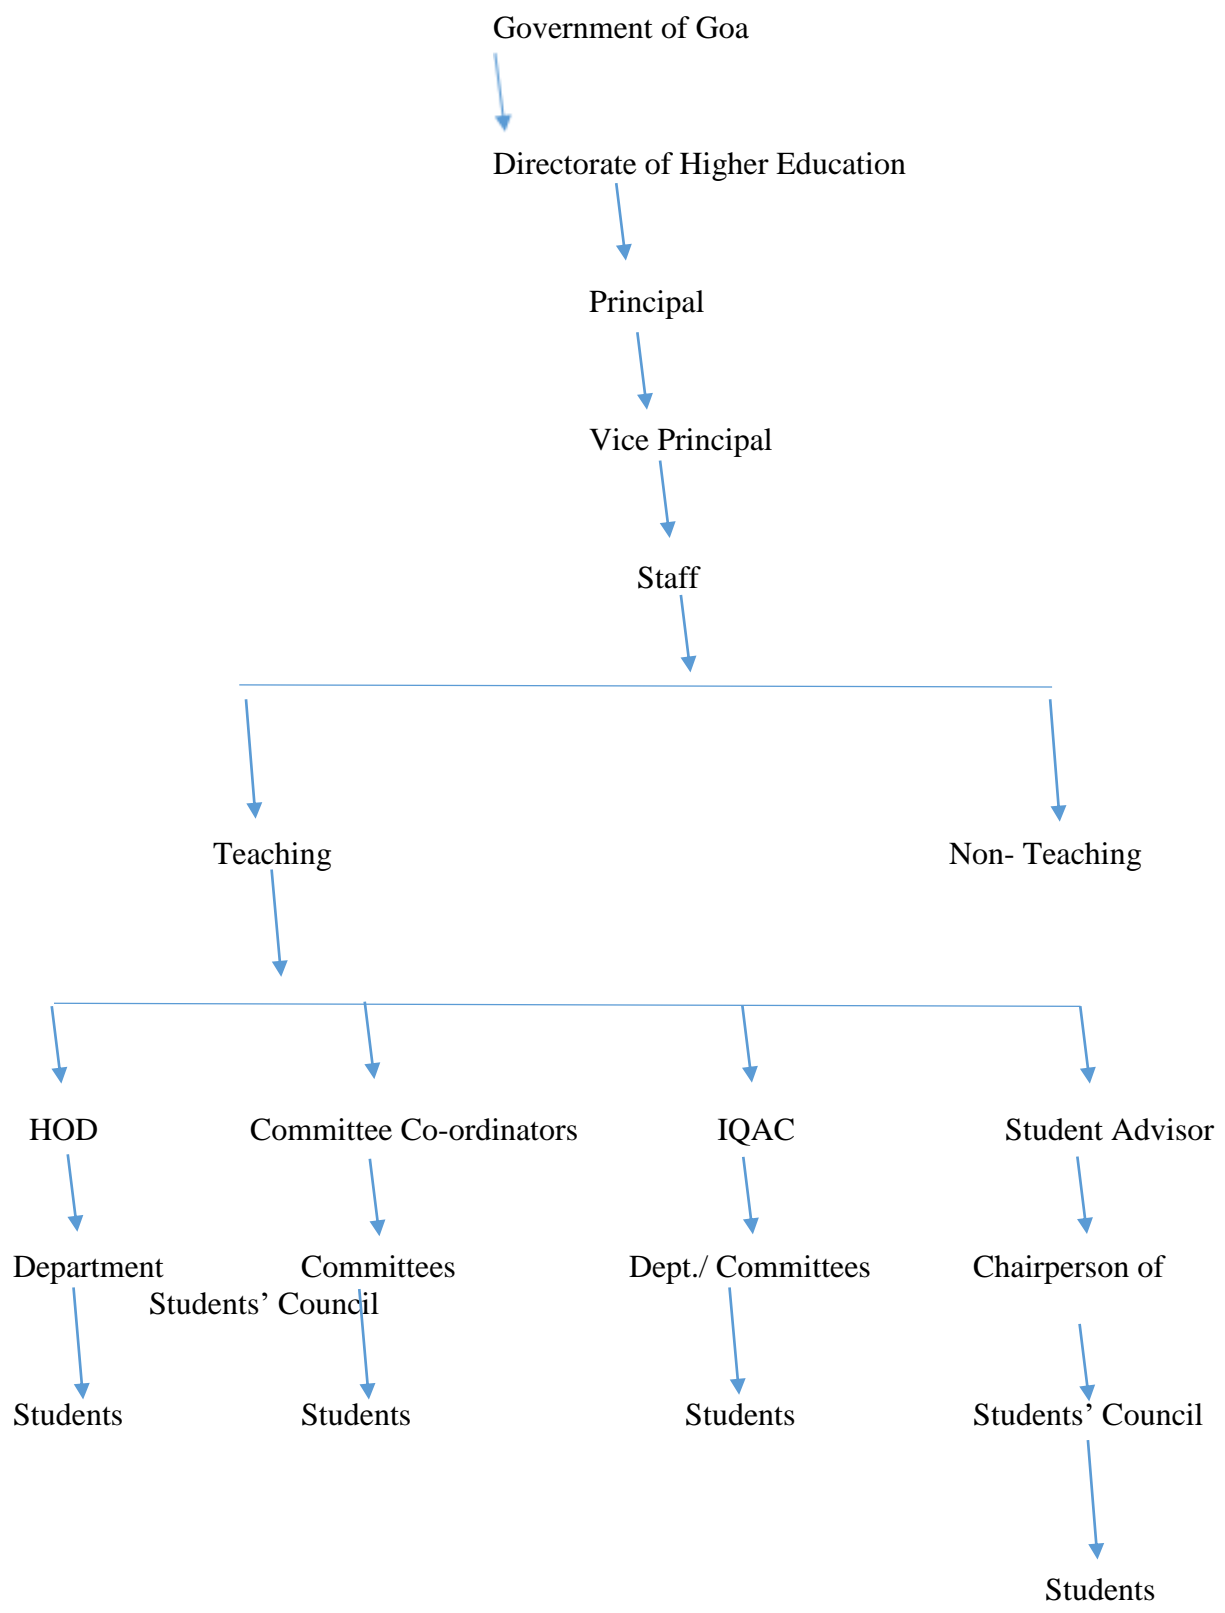 Government of Goa
Directorate of Higher Education
Principal
Vice Principal
Staff
Teaching Non- Teaching
HOD Committee Co-ordinators IQAC Student Advisor
Department Committees Dept./ Committees Chairperson of
Students’ Council
Students Students Students Students’ Council
Students